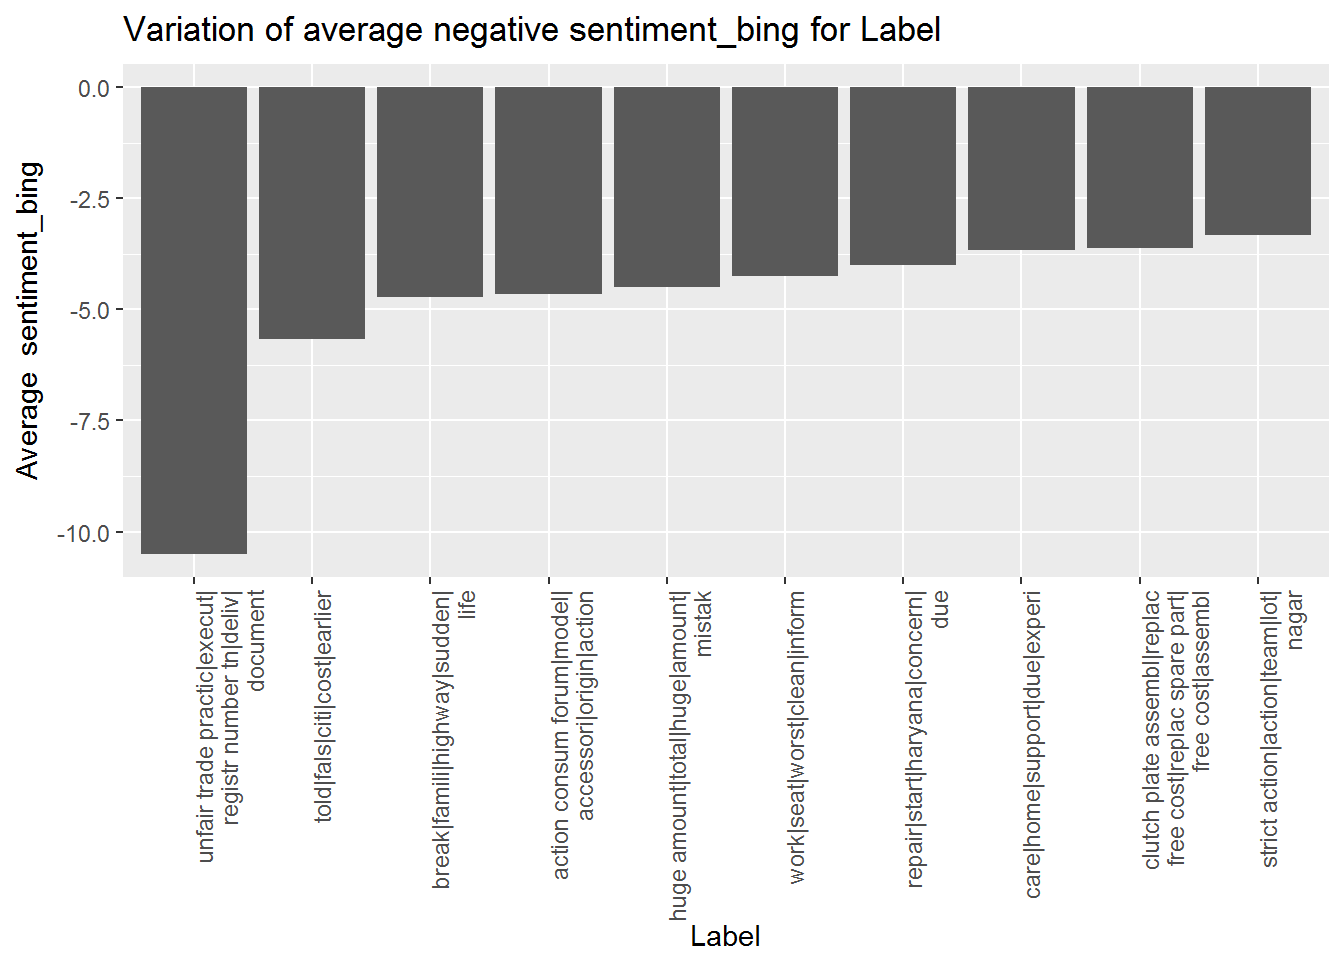 Variation of average negative sentiment_bing for Label
Average  sentiment_bing
0.0
-2.5
-5.0
-7.5
-10.0
unfair trade practic|execut|
registr number tn|deliv|
document
told|fals|citi|cost|earlier
break|famili|highway|sudden|
life
action consum forum|model|
accessori|origin|action
huge amount|total|huge|amount|
mistak
work|seat|worst|clean|inform
repair|start|haryana|concern|
due
care|home|support|due|experi
clutch plate assembl|replac
free cost|replac spare part|
free cost|assembl
strict action|action|team|lot|
nagar
Label